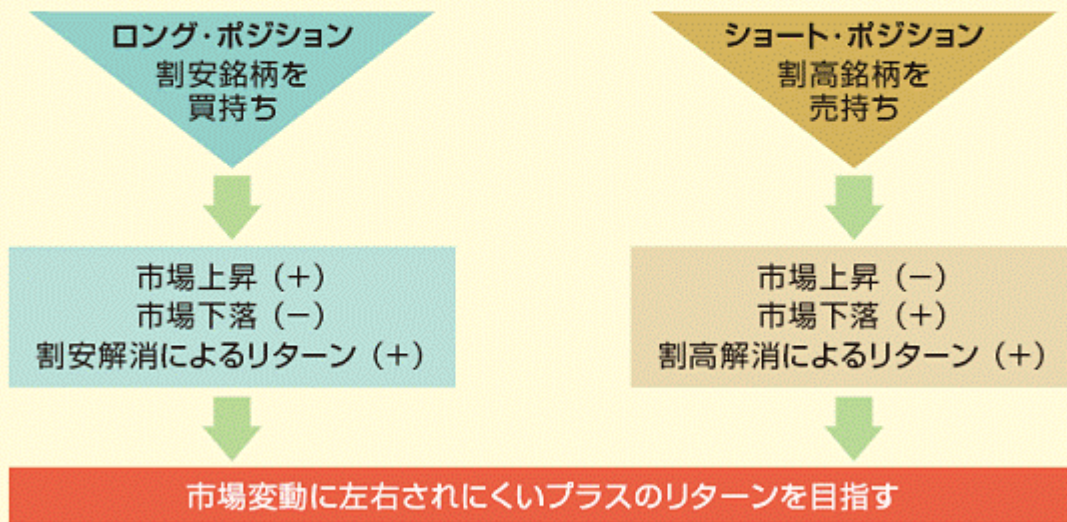 ロング・ポジション
割安銘柄を
買持ち
市場上昇（＋）
市場下落（－）
割安解消によるリターン（＋）
ショート・ポジション
割高銘柄を
売持ち
市場上昇（－）
市場下落（＋）
割高解消によるリターン（＋）
市場変動に左右されにくいプラスのリターンを目指す